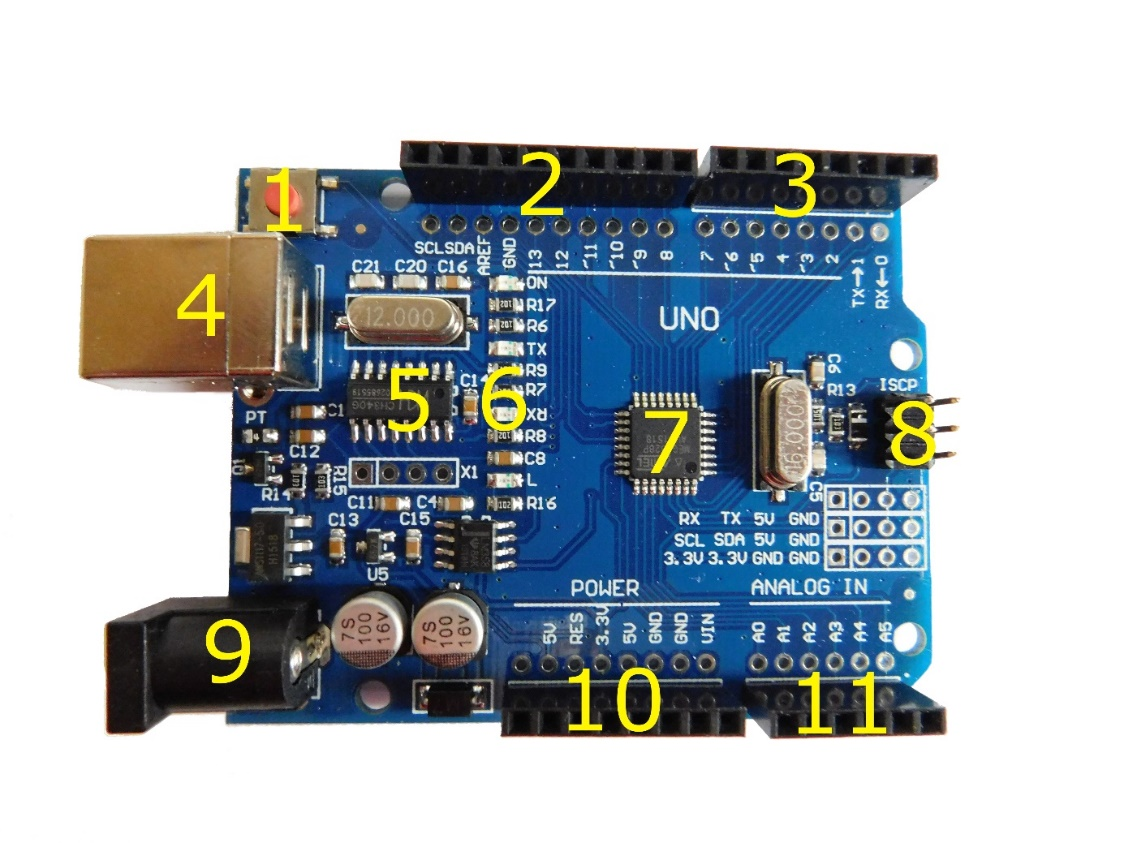 1
2
3
SCL SDA AREF GND 13 12 ~11 ~10 ~9 8
7 ~6 ~5 4 ~3 2 TX→1 RX←0
4
C21 C20 C16
ON
12.000
R17
R6
UNO
TX
R9
5
CH340G
C14
6
R7
RX
R8
C8
L
R16
7
C6
R13
ISCP
16.000
8
C5
PT
C12
Q1
R14
R15
X1
C11 C4
C13 C15
U5
RX TX 5V GND
SCL SDA 5V GND
3.3V 3.3V GND GND
POWER
ANALOG IN
9
7S
100
16V
7S
100
16V
5V RES 3.3V 5V GND GND VIN
A0 A1 A2 A3 A4 A5
10
11